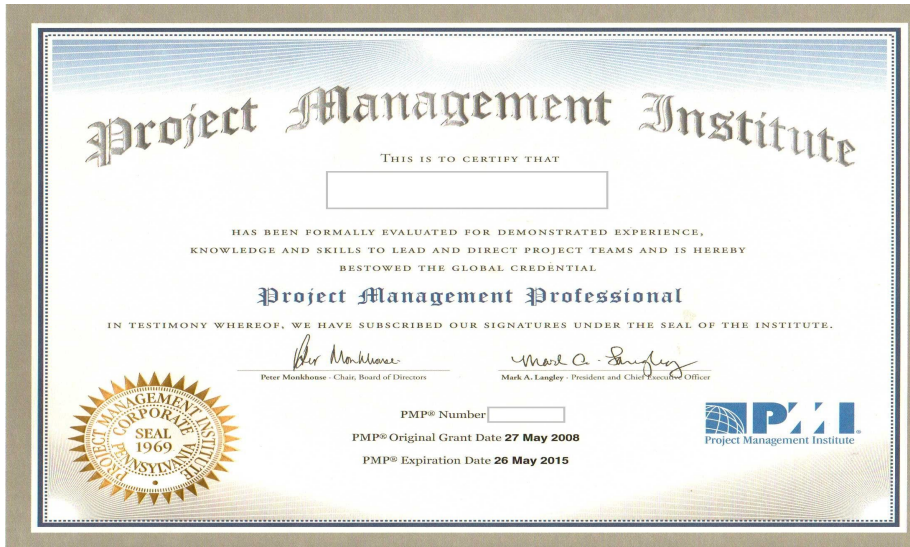 Project Management Institute
THIS IS TO CERTIFY THAT
HAS BEEN FORMALLY EVALUATED FOR DEMONSTRATED EXPERIENCE,
KNOWLEDGE AND SKILLS TO LEAD AND DIRECT PROJECT TEAMS AND IS HEREBY
BESTOWED THE GLOBAL CREDENTIAL
Project Management Professional
IN TESTIMONY WHEREOF, WE HAVE SUBSCRIBED OUR SIGNATURES UNDER THE SEAL OF THE INSTITUTE.
Peter Monkhouse
Mark A. Langley
Peter Monkhouse - Chair, Board of Directors
Mark A. Langley - President and Chief Executive Officer
PROJECT MANAGEMENT INSTITUTE
CORPORATE
SEAL
1969
PENNSYLVANIA
PMP® Number
PMP® Original Grant Date 27 May 2008
PMP® Expiration Date 26 May 2015
PMI®
Project Management Institute